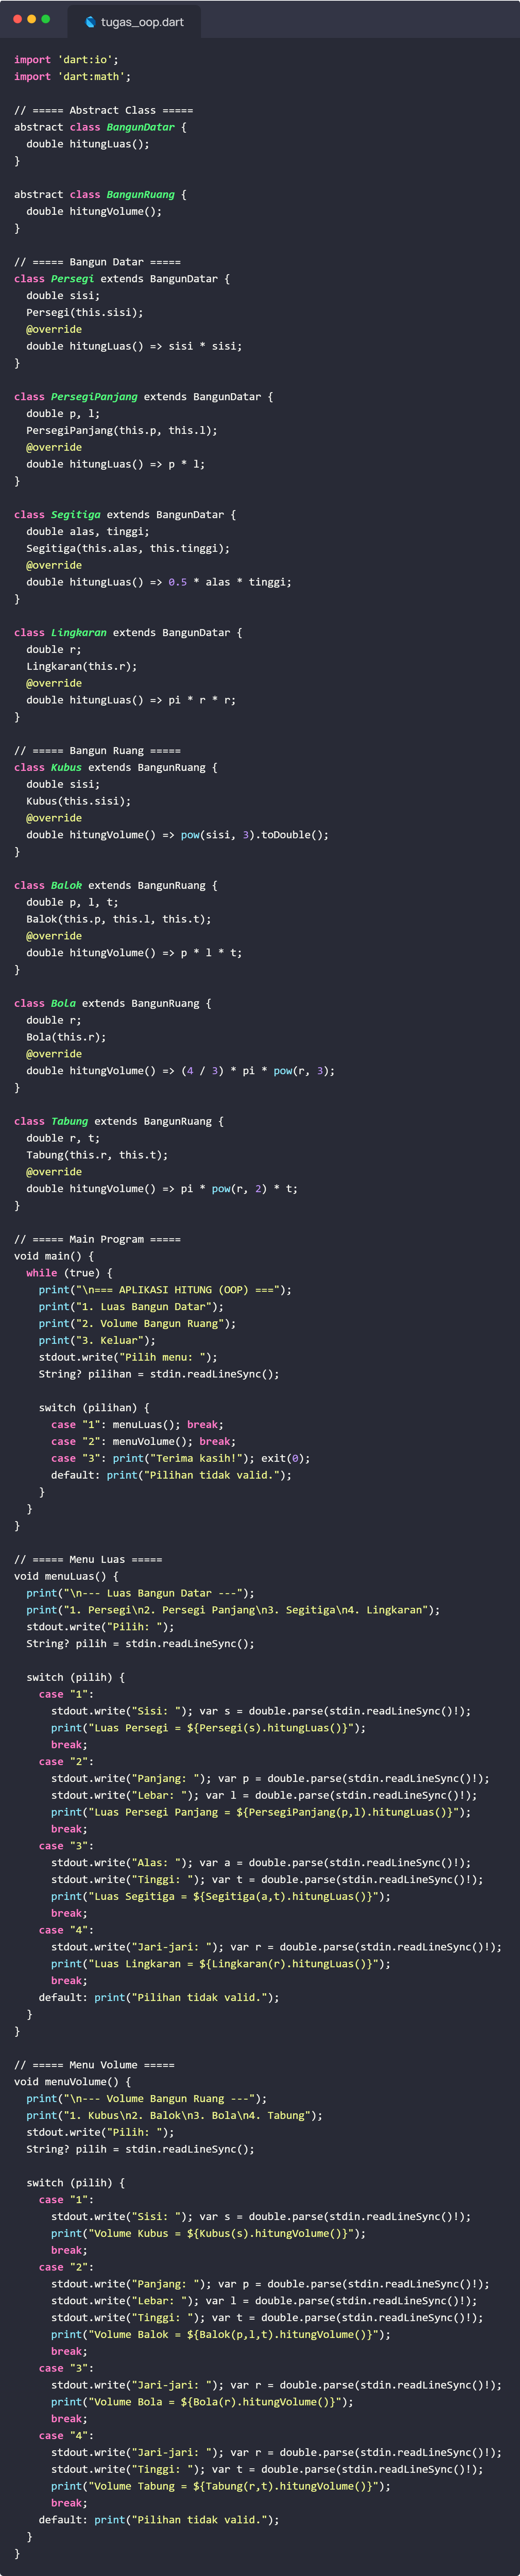 tugas_oop.dart
import 'dart:io';
import 'dart:math';
// ===== Abstract Class =====
abstract class BangunDatar {
  double hitungLuas();
}
abstract class BangunRuang {
  double hitungVolume();
}
// ===== Bangun Datar =====
class Persegi extends BangunDatar {
  double sisi;
  Persegi(this.sisi);
  @override
  double hitungLuas() => sisi * sisi;
}
class PersegiPanjang extends BangunDatar {
  double p, l;
  PersegiPanjang(this.p, this.l);
  @override
  double hitungLuas() => p * l;
}
class Segitiga extends BangunDatar {
  double alas, tinggi;
  Segitiga(this.alas, this.tinggi);
  @override
  double hitungLuas() => 0.5 * alas * tinggi;
}
class Lingkaran extends BangunDatar {
  double r;
  Lingkaran(this.r);
  @override
  double hitungLuas() => pi * r * r;
}
// ===== Bangun Ruang =====
class Kubus extends BangunRuang {
  double sisi;
  Kubus(this.sisi);
  @override
  double hitungVolume() => pow(sisi, 3).toDouble();
}
class Balok extends BangunRuang {
  double p, l, t;
  Balok(this.p, this.l, this.t);
  @override
  double hitungVolume() => p * l * t;
}
class Bola extends BangunRuang {
  double r;
  Bola(this.r);
  @override
  double hitungVolume() => (4 / 3) * pi * pow(r, 3);
}
class Tabung extends BangunRuang {
  double r, t;
  Tabung(this.r, this.t);
  @override
  double hitungVolume() => pi * pow(r, 2) * t;
}
// ===== Main Program =====
void main() {
  while (true) {
    print("\n=== APLIKASI HITUNG (OOP) ===");
    print("1. Luas Bangun Datar");
    print("2. Volume Bangun Ruang");
    print("3. Keluar");
    stdout.write("Pilih menu: ");
    String? pilihan = stdin.readLineSync();
    switch (pilihan) {
      case "1": menuLuas(); break;
      case "2": menuVolume(); break;
      case "3": print("Terima kasih!"); exit(0);
      default: print("Pilihan tidak valid.");
    }
  }
}
// ===== Menu Luas =====
void menuLuas() {
  print("\n--- Luas Bangun Datar ---");
  print("1. Persegi\n2. Persegi Panjang\n3. Segitiga\n4. Lingkaran");
  stdout.write("Pilih: ");
  String? pilih = stdin.readLineSync();
  switch (pilih) {
    case "1":
      stdout.write("Sisi: "); var s = double.parse(stdin.readLineSync()!);
      print("Luas Persegi = ${Persegi(s).hitungLuas()}");
      break;
    case "2":
      stdout.write("Panjang: "); var p = double.parse(stdin.readLineSync()!);
      stdout.write("Lebar: "); var l = double.parse(stdin.readLineSync()!);
      print("Luas Persegi Panjang = ${PersegiPanjang(p,l).hitungLuas()}");
      break;
    case "3":
      stdout.write("Alas: "); var a = double.parse(stdin.readLineSync()!);
      stdout.write("Tinggi: "); var t = double.parse(stdin.readLineSync()!);
      print("Luas Segitiga = ${Segitiga(a,t).hitungLuas()}");
      break;
    case "4":
      stdout.write("Jari-jari: "); var r = double.parse(stdin.readLineSync()!);
      print("Luas Lingkaran = ${Lingkaran(r).hitungLuas()}");
      break;
    default: print("Pilihan tidak valid.");
  }
}
// ===== Menu Volume =====
void menuVolume() {
  print("\n--- Volume Bangun Ruang ---");
  print("1. Kubus\n2. Balok\n3. Bola\n4. Tabung");
  stdout.write("Pilih: ");
  String? pilih = stdin.readLineSync();
  switch (pilih) {
    case "1":
      stdout.write("Sisi: "); var s = double.parse(stdin.readLineSync()!);
      print("Volume Kubus = ${Kubus(s).hitungVolume()}");
      break;
    case "2":
      stdout.write("Panjang: "); var p = double.parse(stdin.readLineSync()!);
      stdout.write("Lebar: "); var l = double.parse(stdin.readLineSync()!);
      stdout.write("Tinggi: "); var t = double.parse(stdin.readLineSync()!);
      print("Volume Balok = ${Balok(p,l,t).hitungVolume()}");
      break;
    case "3":
      stdout.write("Jari-jari: "); var r = double.parse(stdin.readLineSync()!);
      print("Volume Bola = ${Bola(r).hitungVolume()}");
      break;
    case "4":
      stdout.write("Jari-jari: "); var r = double.parse(stdin.readLineSync()!);
      stdout.write("Tinggi: "); var t = double.parse(stdin.readLineSync()!);
      print("Volume Tabung = ${Tabung(r,t).hitungVolume()}");
      break;
    default: print("Pilihan tidak valid.");
  }
}